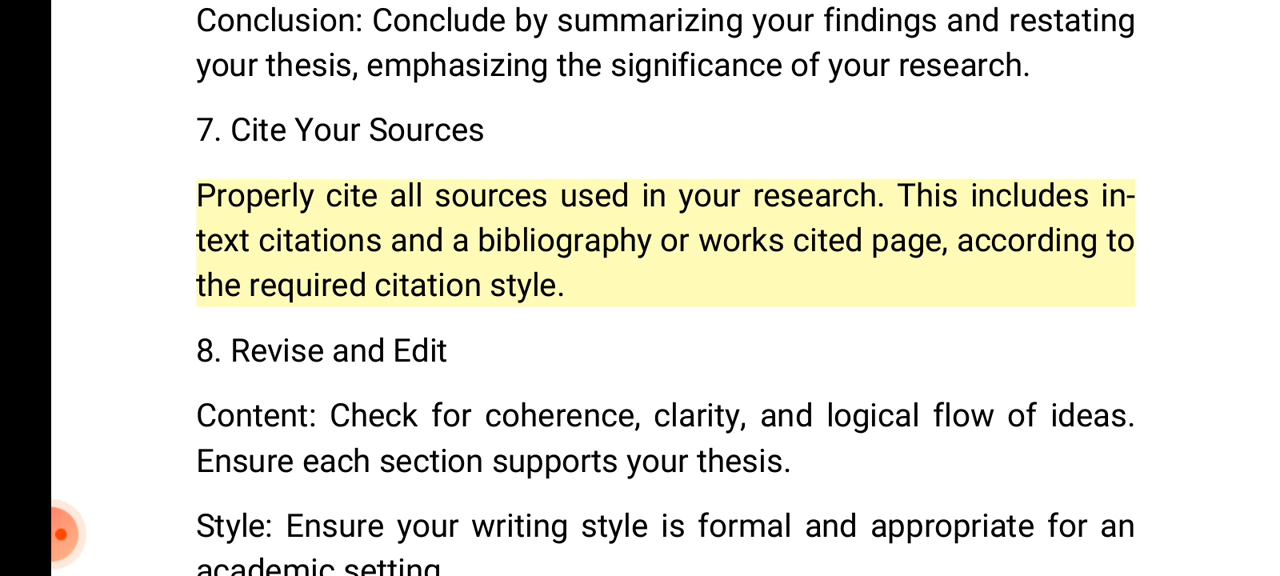 Conclusion: Conclude by summarizing your findings and restating
your thesis, emphasizing the significance of your research.
7. Cite Your Sources
Properly cite all sources used in your research. This includes in-
text citations and a bibliography or works cited page, according to
the required citation style.
8. Revise and Edit
Content: Check for coherence, clarity, and logical flow of ideas.
Ensure each section supports your thesis.
Style: Ensure your writing style is formal and appropriate for an
academic setting